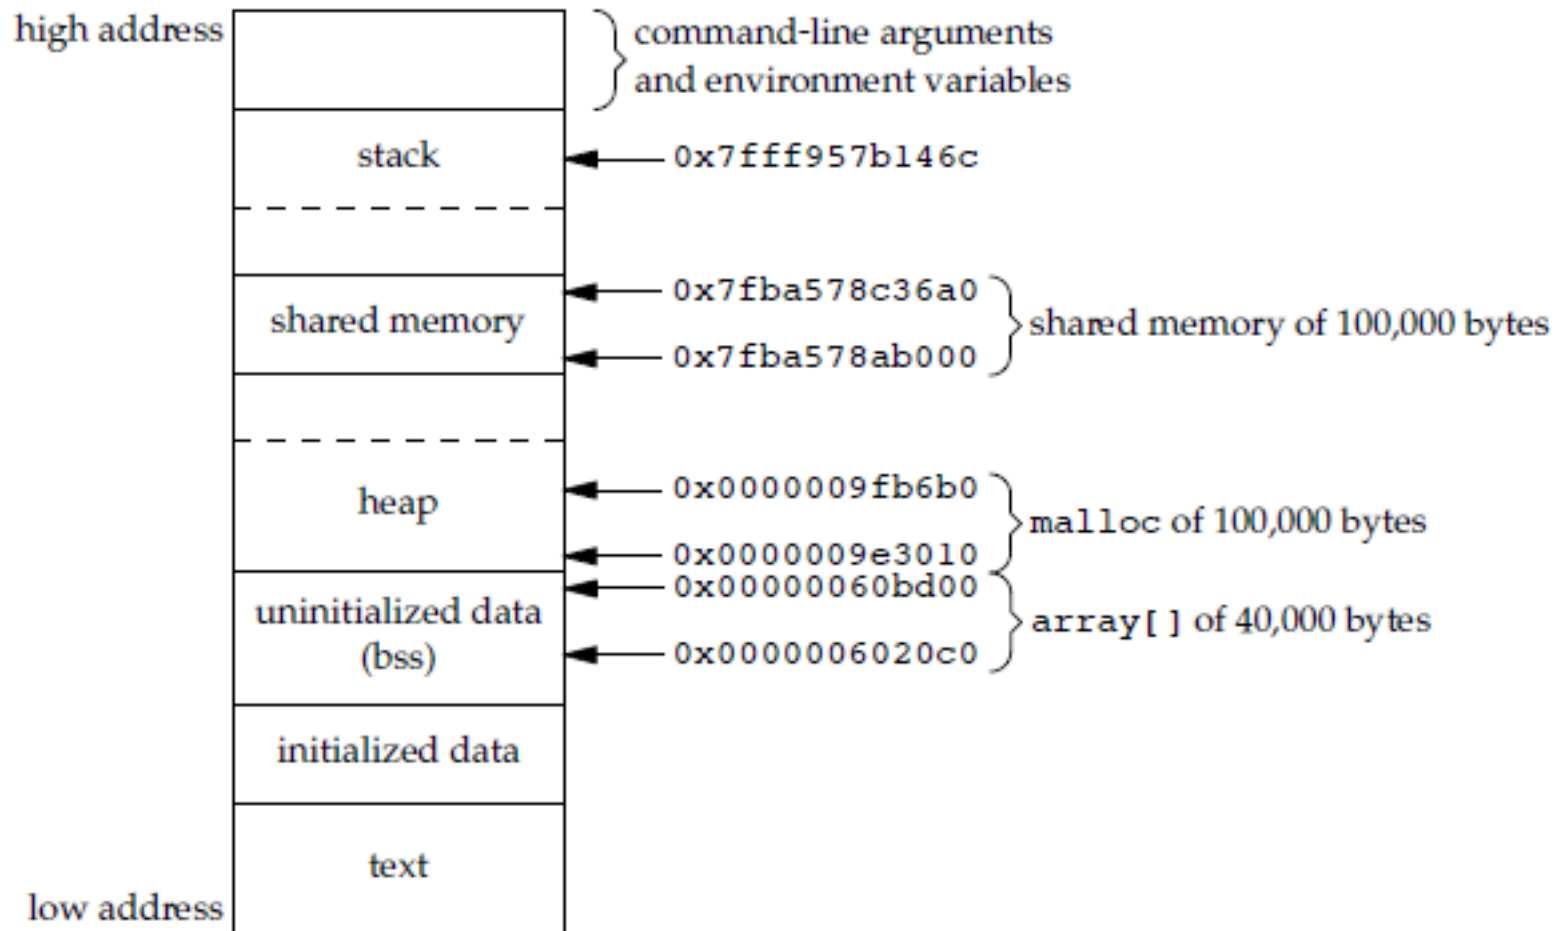 high address
command-line arguments
and environment variables
stack
0x7fff957b146c
0x7fba578c36a0
shared memory
shared memory of 100,000 bytes
0x7fba578ab000
0x0000009fb6b0
heap
malloc of 100,000 bytes
0x0000009e3010
0x00000060bd00
uninitialized data
(bss)
array[] of 40,000 bytes
0x0000006020c0
initialized data
text
low address